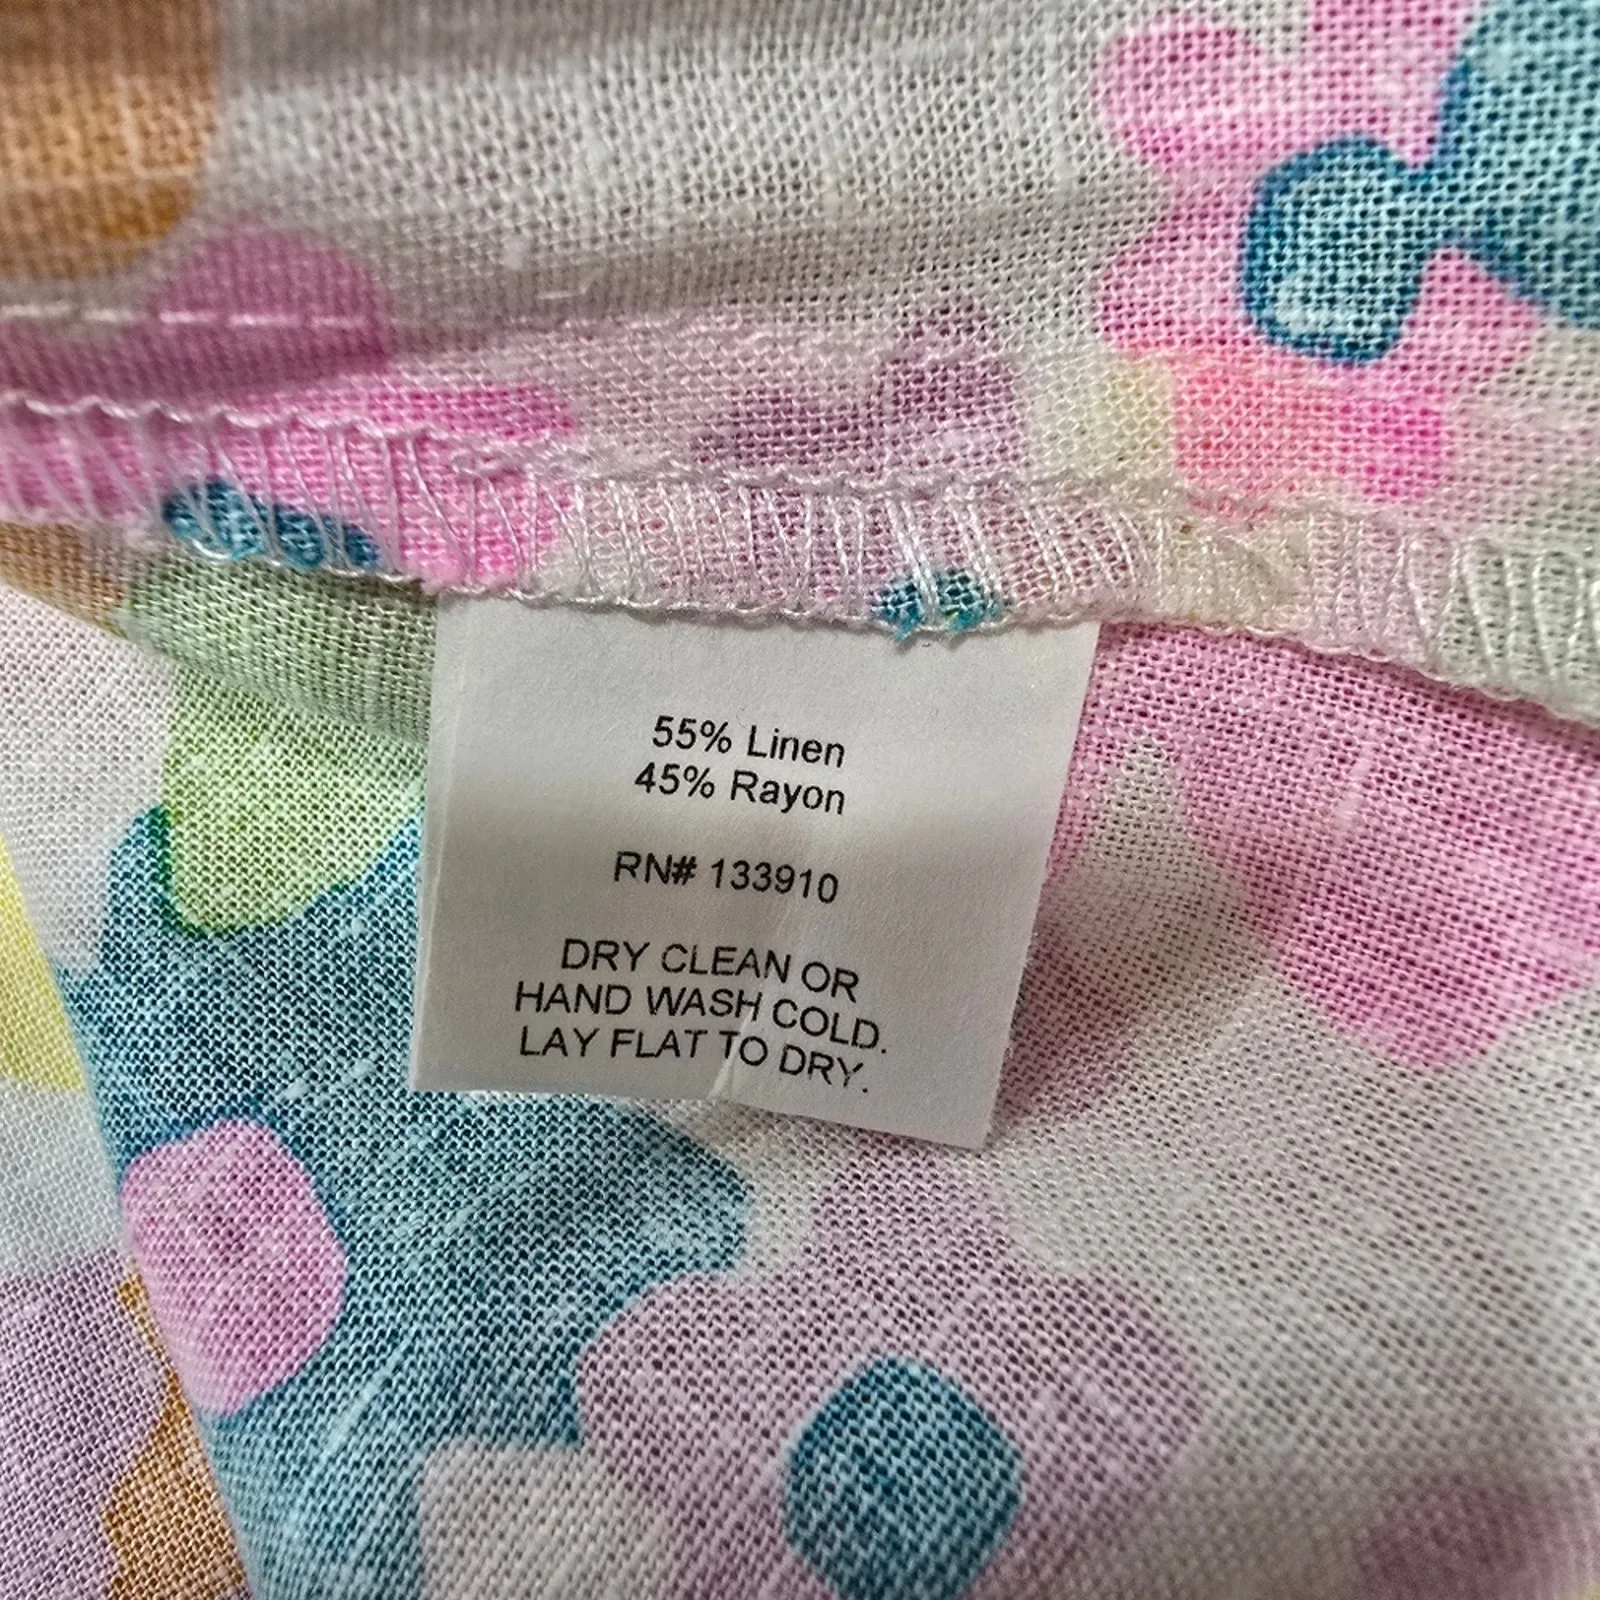 55% Linen
45% Rayon
RN# 133910
DRY CLEAN OR
HAND WASH COLD.
LAY FLAT TO DRY.